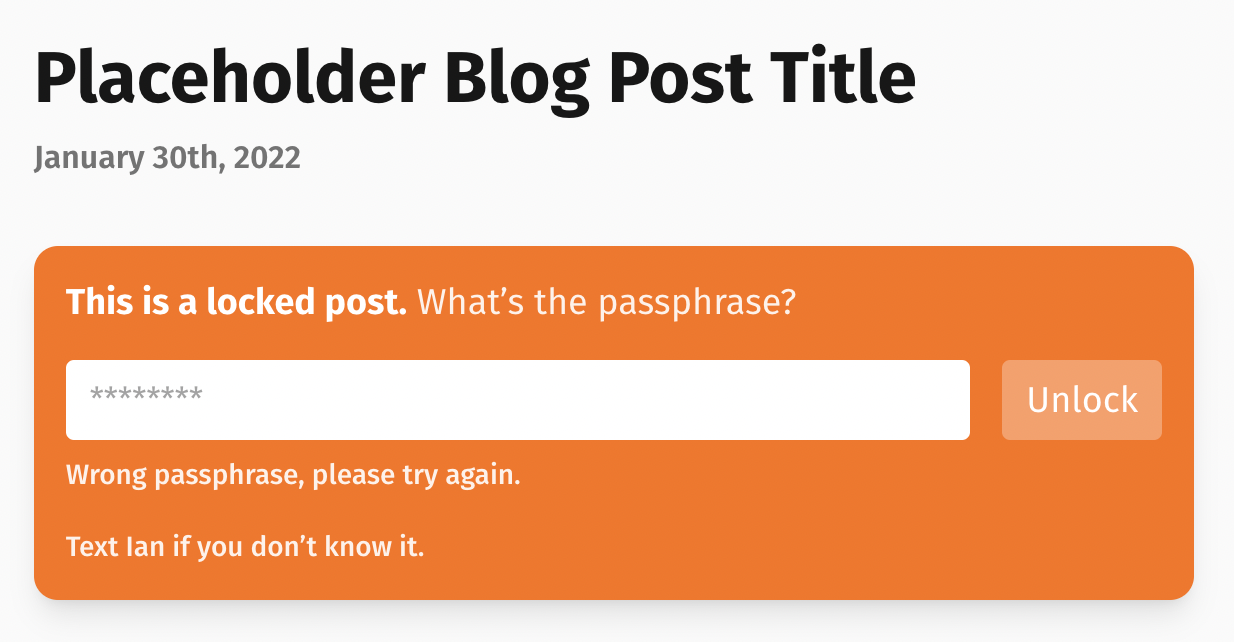 Placeholder Blog Post Title
January 30th, 2022
This is a locked post. What’s the passphrase?
********
Unlock
Wrong passphrase, please try again.
Text Ian if you don’t know it.